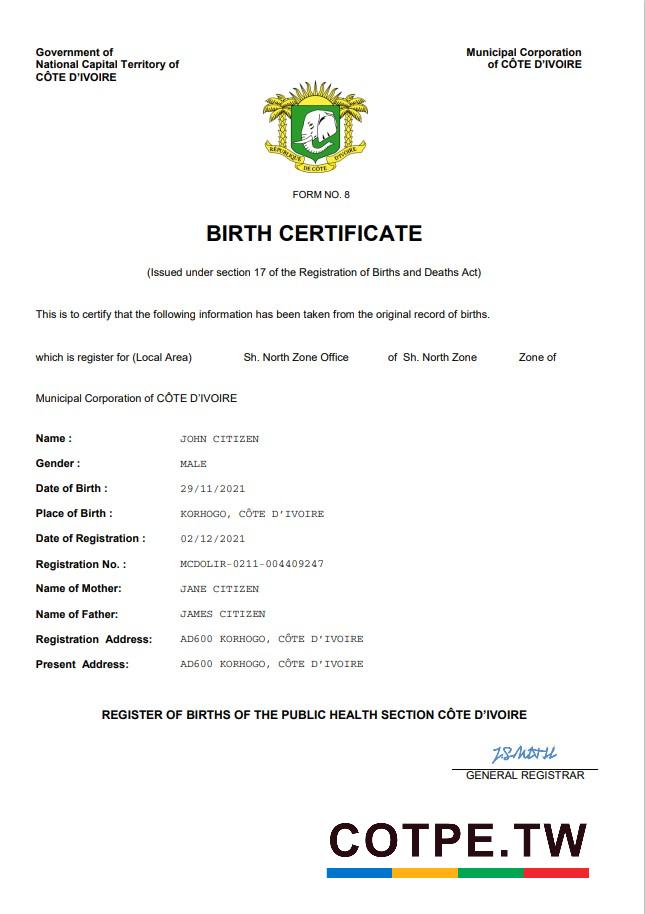 Government of
National Capital Territory of
CÔTE D'IVOIRE
Municipal Corporation
of CÔTE D'IVOIRE
RÉPUBLIQUE DE CÔTE D'IVOIRE
FORM NO. 8
BIRTH CERTIFICATE
(Issued under section 17 of the Registration of Births and Deaths Act)
This is to certify that the following information has been taken from the original record of births.
which is register for (Local Area) Sh. North Zone Office of Sh. North Zone Zone of
Municipal Corporation of CÔTE D'IVOIRE
Name : JOHN CITIZEN
Gender : MALE
Date of Birth : 29/11/2021
Place of Birth : KORHOGO, CÔTE D'IVOIRE
Date of Registration : 02/12/2021
Registration No. : MCDOLIR-0211-004409247
Name of Mother: JANE CITIZEN
Name of Father: JAMES CITIZEN
Registration Address: AD600 KORHOGO, CÔTE D'IVOIRE
Present Address: AD600 KORHOGO, CÔTE D'IVOIRE
REGISTER OF BIRTHS OF THE PUBLIC HEALTH SECTION CÔTE D'IVOIRE
GENERAL REGISTRAR
COTPE.TW